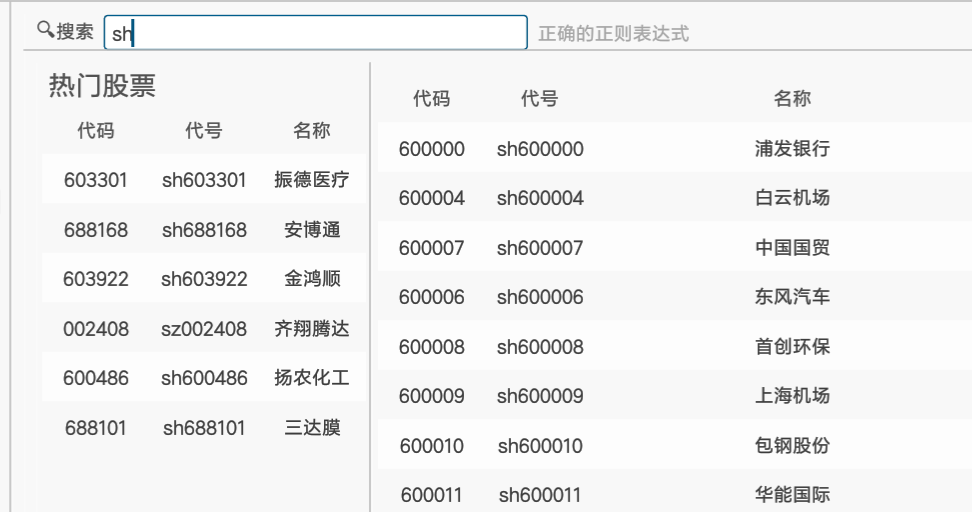 搜索 sh 正确的正则表达式
热门股票
代码 代号 名称
603301 sh603301 振德医疗
688168 sh688168 安博通
603922 sh603922 金鸿顺
002408 sz002408 齐翔腾达
600486 sh600486 扬农化工
688101 sh688101 三达膜
代码 代号 名称
600000 sh600000 浦发银行
600004 sh600004 白云机场
600007 sh600007 中国国贸
600006 sh600006 东风汽车
600008 sh600008 首创环保
600009 sh600009 上海机场
600010 sh600010 包钢股份
600011 sh600011 华能国际